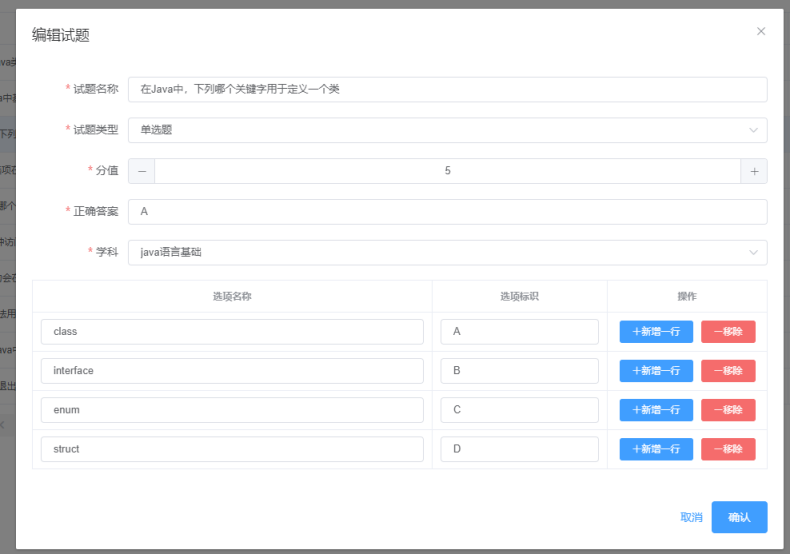 编辑试题
* 试题名称 在Java中，下列哪个关键字用于定义一个类
* 试题类型 单选题
* 分值 5
* 正确答案 A
* 学科 java语言基础
选项名称 选项标识 操作
class A ＋新增一行 －移除
interface B ＋新增一行 －移除
enum C ＋新增一行 －移除
struct D ＋新增一行 －移除
取消 确认